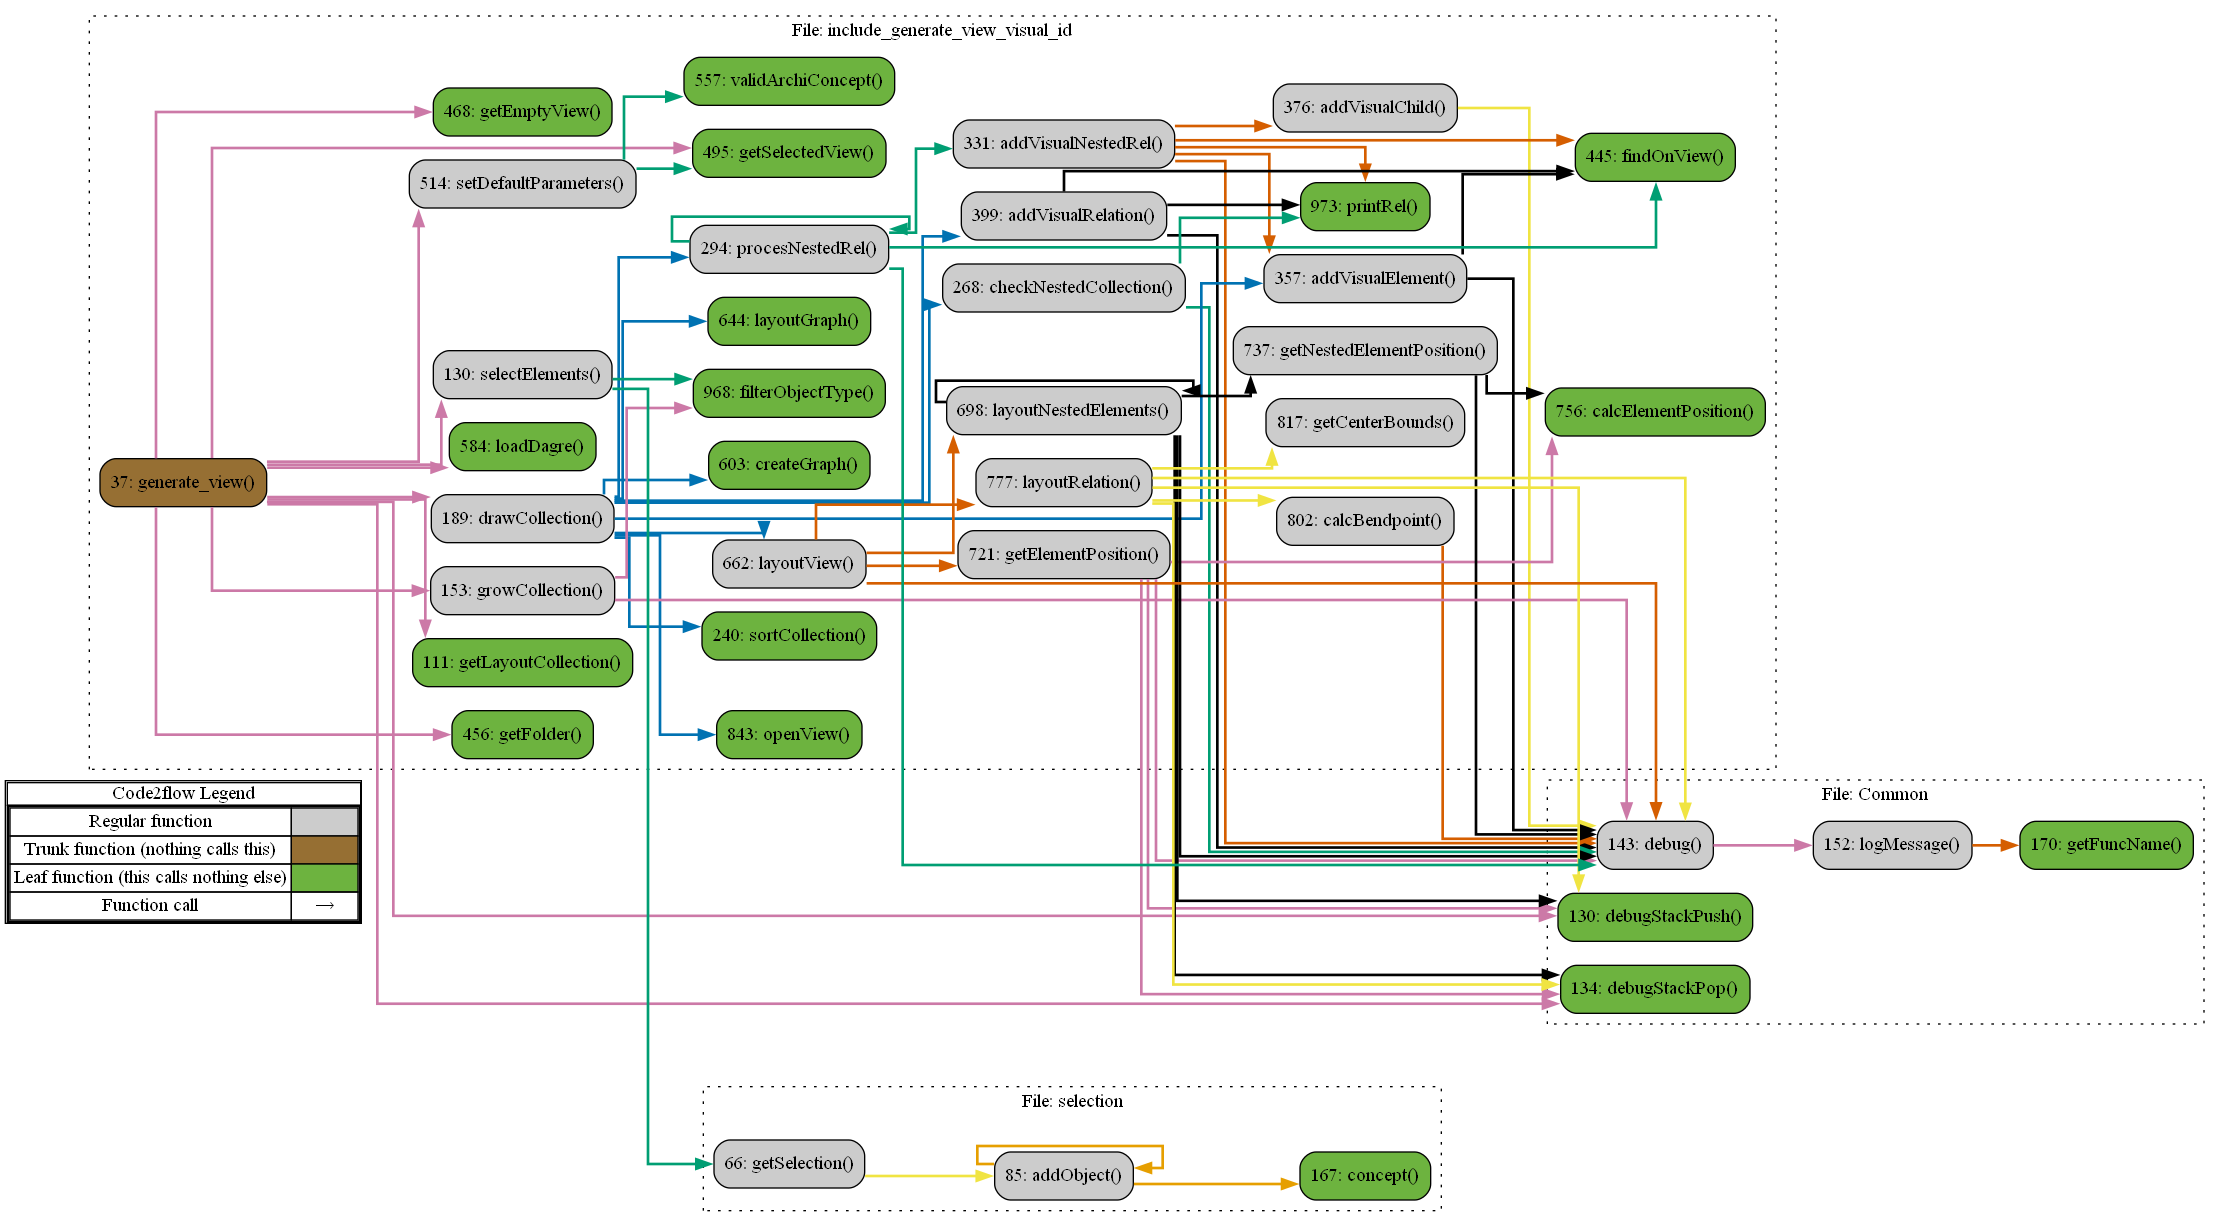 File: include_generate_view_visual_id
557: validArchiConcept()
468: getEmptyView()
376: addVisualChild()
331: addVisualNestedRel()
495: getSelectedView()
445: findOnView()
514: setDefaultParameters()
399: addVisualRelation()
973: printRel()
294: procesNestedRel()
357: addVisualElement()
268: checkNestedCollection()
644: layoutGraph()
737: getNestedElementPosition()
130: selectElements()
968: filterObjectType()
698: layoutNestedElements()
756: calcElementPosition()
817: getCenterBounds()
584: loadDagre()
603: createGraph()
37: generate_view()
777: layoutRelation()
189: drawCollection()
802: calcBendpoint()
662: layoutView()
721: getElementPosition()
153: growCollection()
240: sortCollection()
111: getLayoutCollection()
456: getFolder()
843: openView()
Code2flow Legend
Regular function
Trunk function (nothing calls this)
Leaf function (this calls nothing else)
Function call →
File: Common
143: debug()
152: logMessage()
170: getFuncName()
130: debugStackPush()
134: debugStackPop()
File: selection
66: getSelection()
85: addObject()
167: concept()